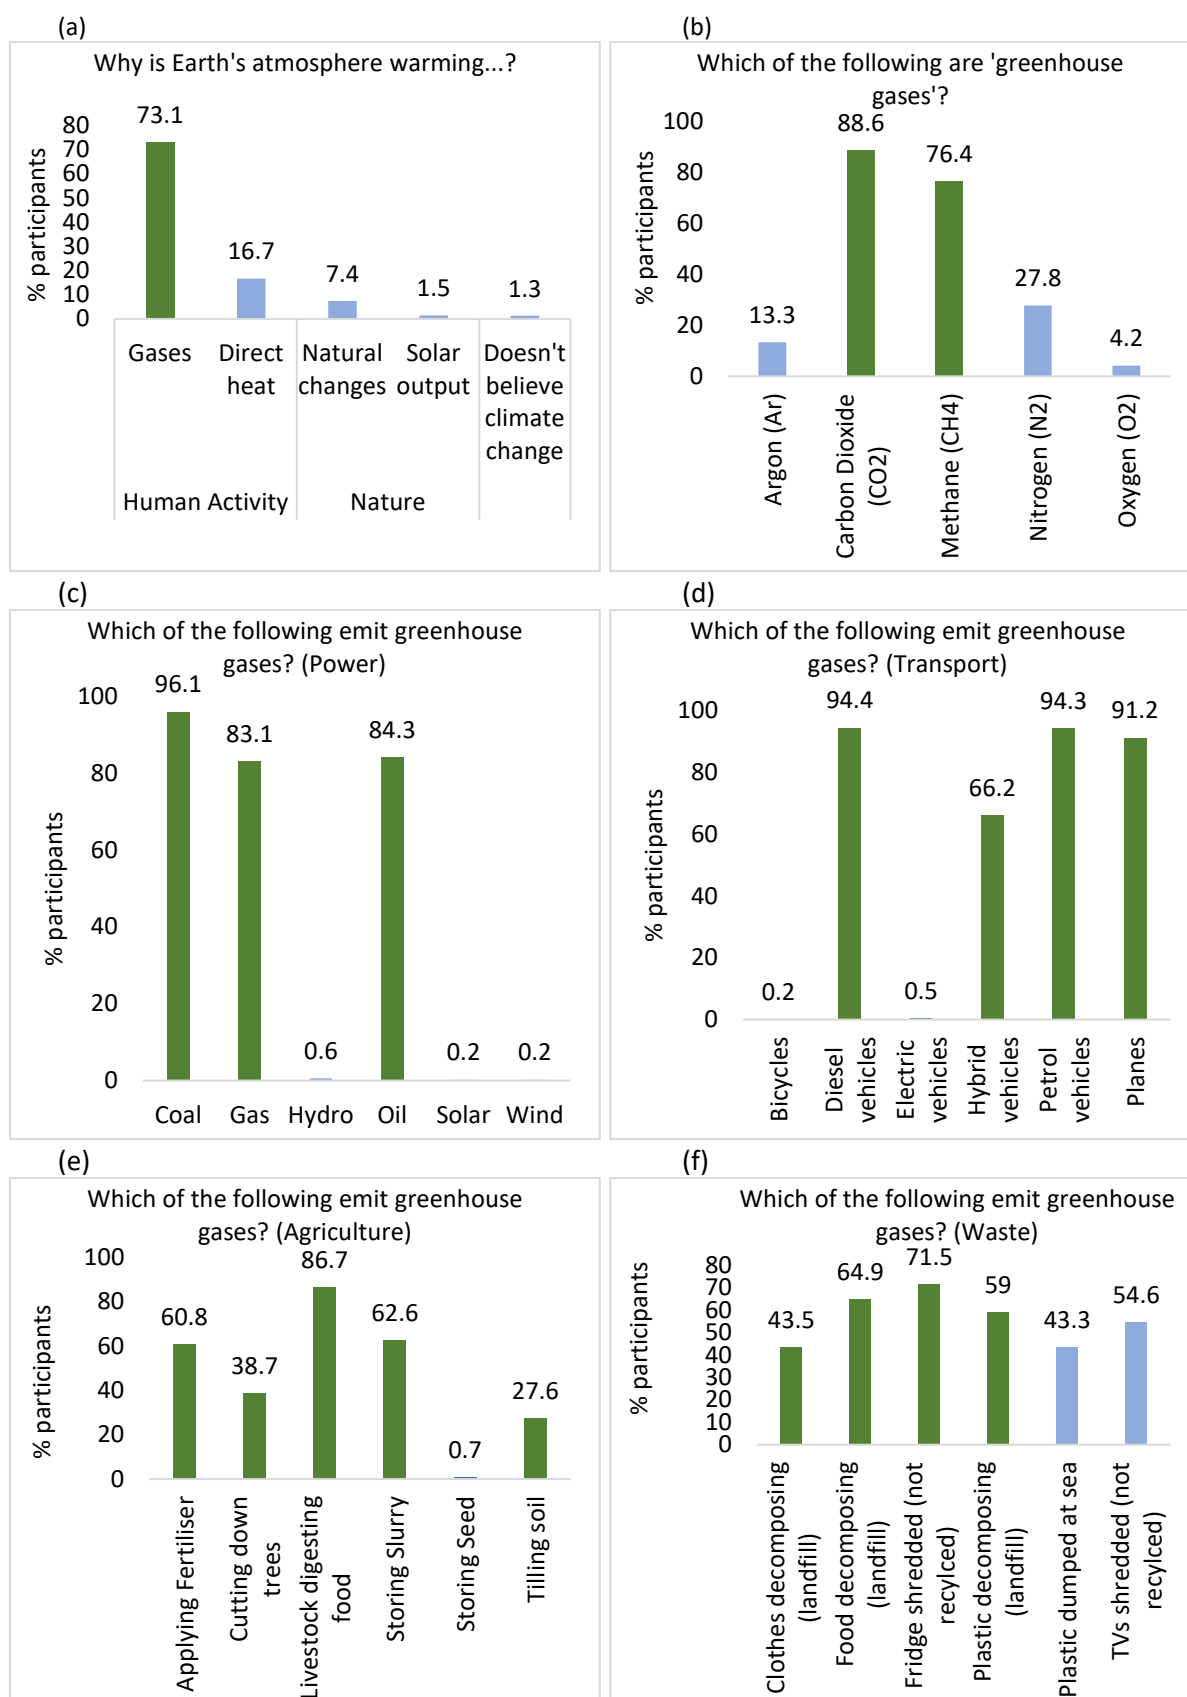 (a)
Why is Earth's atmosphere warming...?
% participants
80
70
60
50
40
30
20
10
0
73.1
16.7
7.4
1.5
1.3
Gases
Direct
heat
Natural
changes
Solar
output
Doesn't
believe
climate
change
Human Activity
Nature
(b)
Which of the following are 'greenhouse
gases'?
% participants
100
80
60
40
20
0
13.3
88.6
76.4
27.8
4.2
Argon (Ar)
Carbon Dioxide
(CO2)
Methane (CH4)
Nitrogen (N2)
Oxygen (O2)
(c)
Which of the following emit greenhouse
gases? (Power)
% participants
100
80
60
40
20
0
96.1
83.1
0.6
84.3
0.2
0.2
Coal
Gas
Hydro
Oil
Solar
Wind
(d)
Which of the following emit greenhouse
gases? (Transport)
% participants
100
80
60
40
20
0
0.2
94.4
0.5
66.2
94.3
91.2
Bicycles
Diesel
vehicles
Electric
vehicles
Hybrid
vehicles
Petrol
vehicles
Planes
(e)
Which of the following emit greenhouse
gases? (Agriculture)
% participants
100
80
60
40
20
0
60.8
38.7
86.7
62.6
0.7
27.6
Applying Fertiliser
Cutting down
trees
Livestock digesting
food
Storing Slurry
Storing Seed
Tilling soil
(f)
Which of the following emit greenhouse
gases? (Waste)
% participants
80
70
60
50
40
30
20
10
0
43.5
64.9
71.5
59
43.3
54.6
Clothes decomposing
(landfill)
Food decomposing
(landfill)
Fridge shredded (not
recylced)
Plastic decomposing
(landfill)
Plastic dumped at sea
TVs shredded (not
recylced)